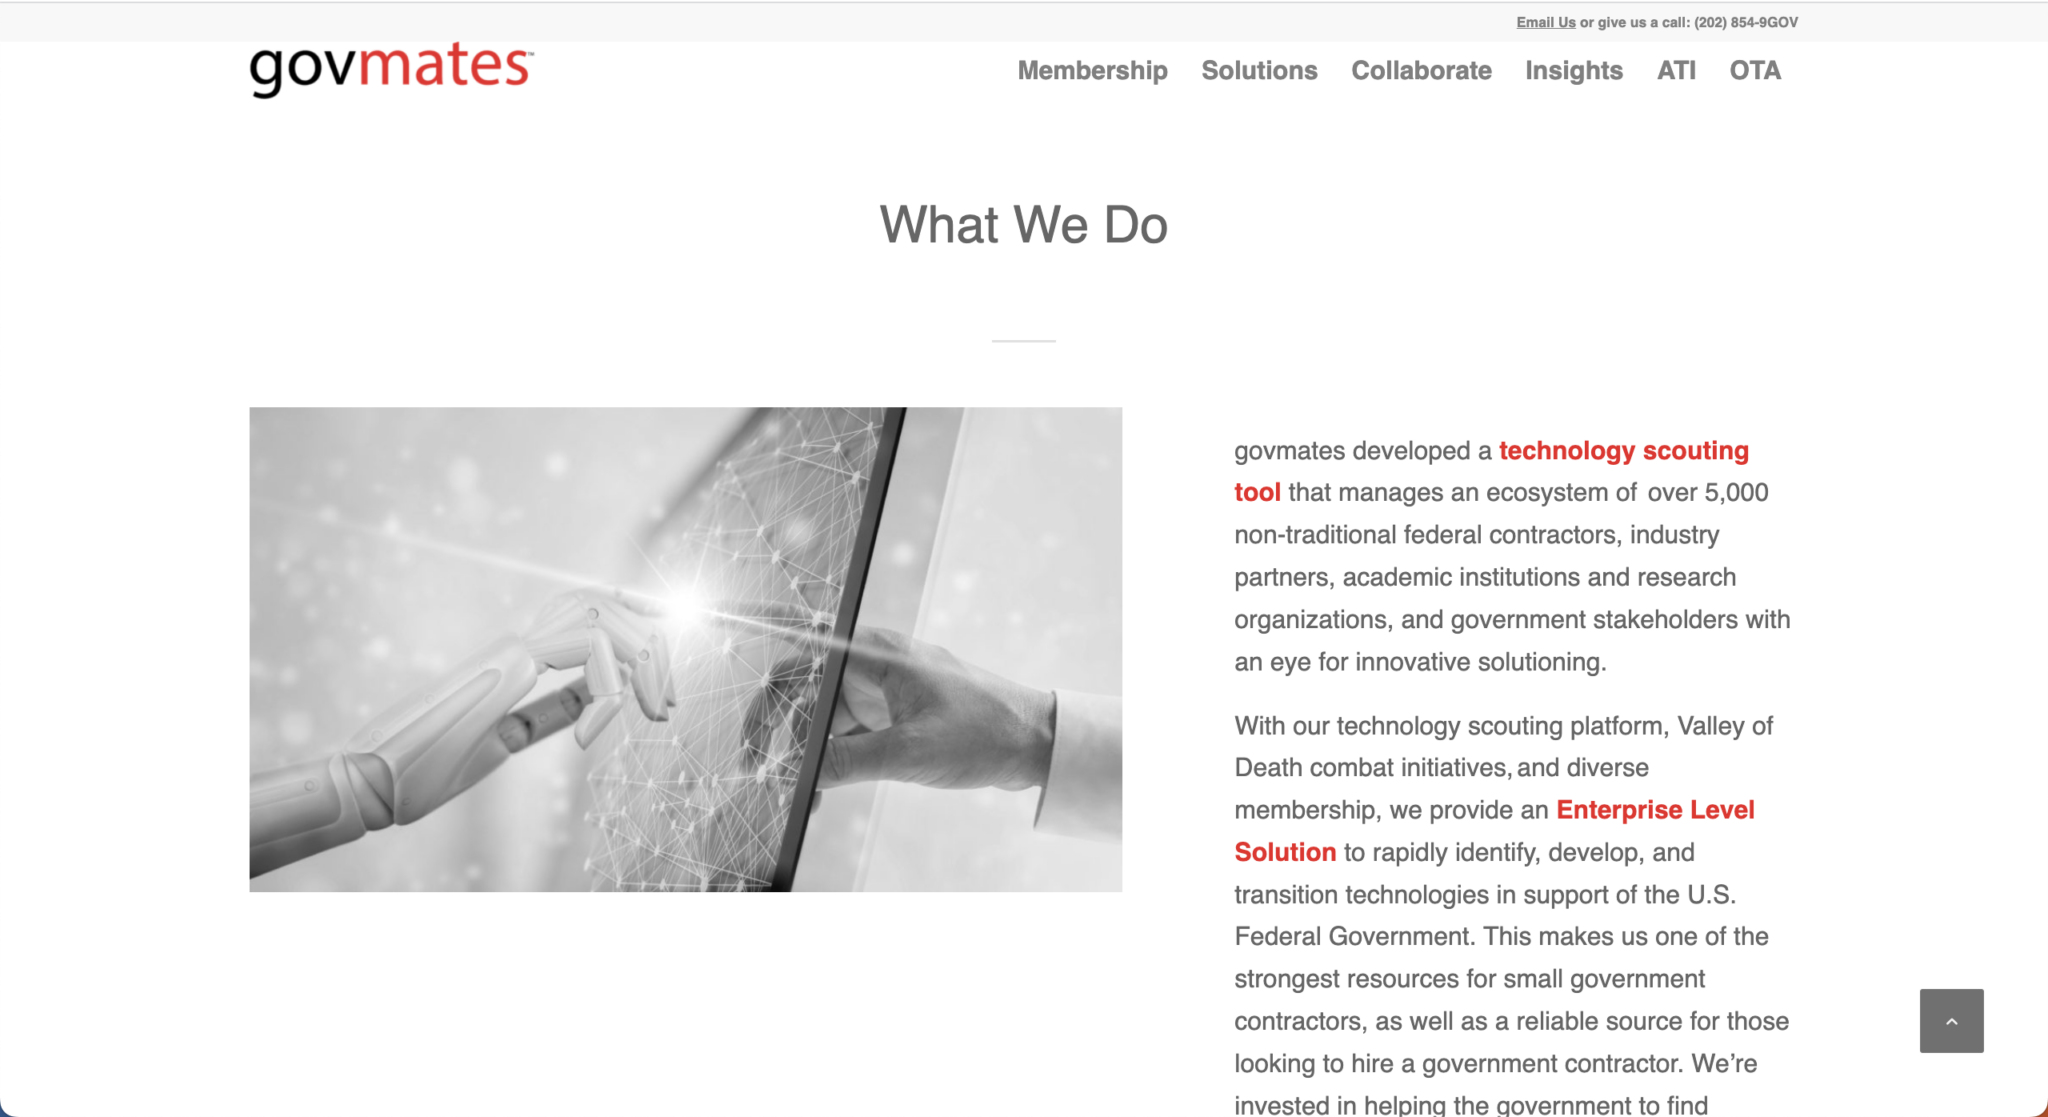 Email Us or give us a call: (202) 854-9GOV
govmates™
Membership Solutions Collaborate Insights ATI OTA
What We Do
govmates developed a technology scouting
tool that manages an ecosystem of over 5,000
non-traditional federal contractors, industry
partners, academic institutions and research
organizations, and government stakeholders with
an eye for innovative solutioning.
With our technology scouting platform, Valley of
Death combat initiatives, and diverse
membership, we provide an Enterprise Level
Solution to rapidly identify, develop, and
transition technologies in support of the U.S.
Federal Government. This makes us one of the
strongest resources for small government
contractors, as well as a reliable source for those
looking to hire a government contractor. We’re
invested in helping the government to find